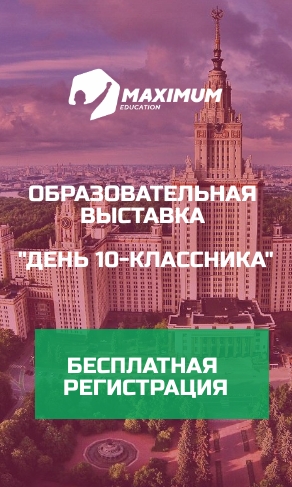 MAXIMUM
EDUCATION
ОБРАЗОВАТЕЛЬНАЯ
ВЫСТАВКА
"ДЕНЬ 10-КЛАССНИКА"
БЕСПЛАТНАЯ
РЕГИСТРАЦИЯ